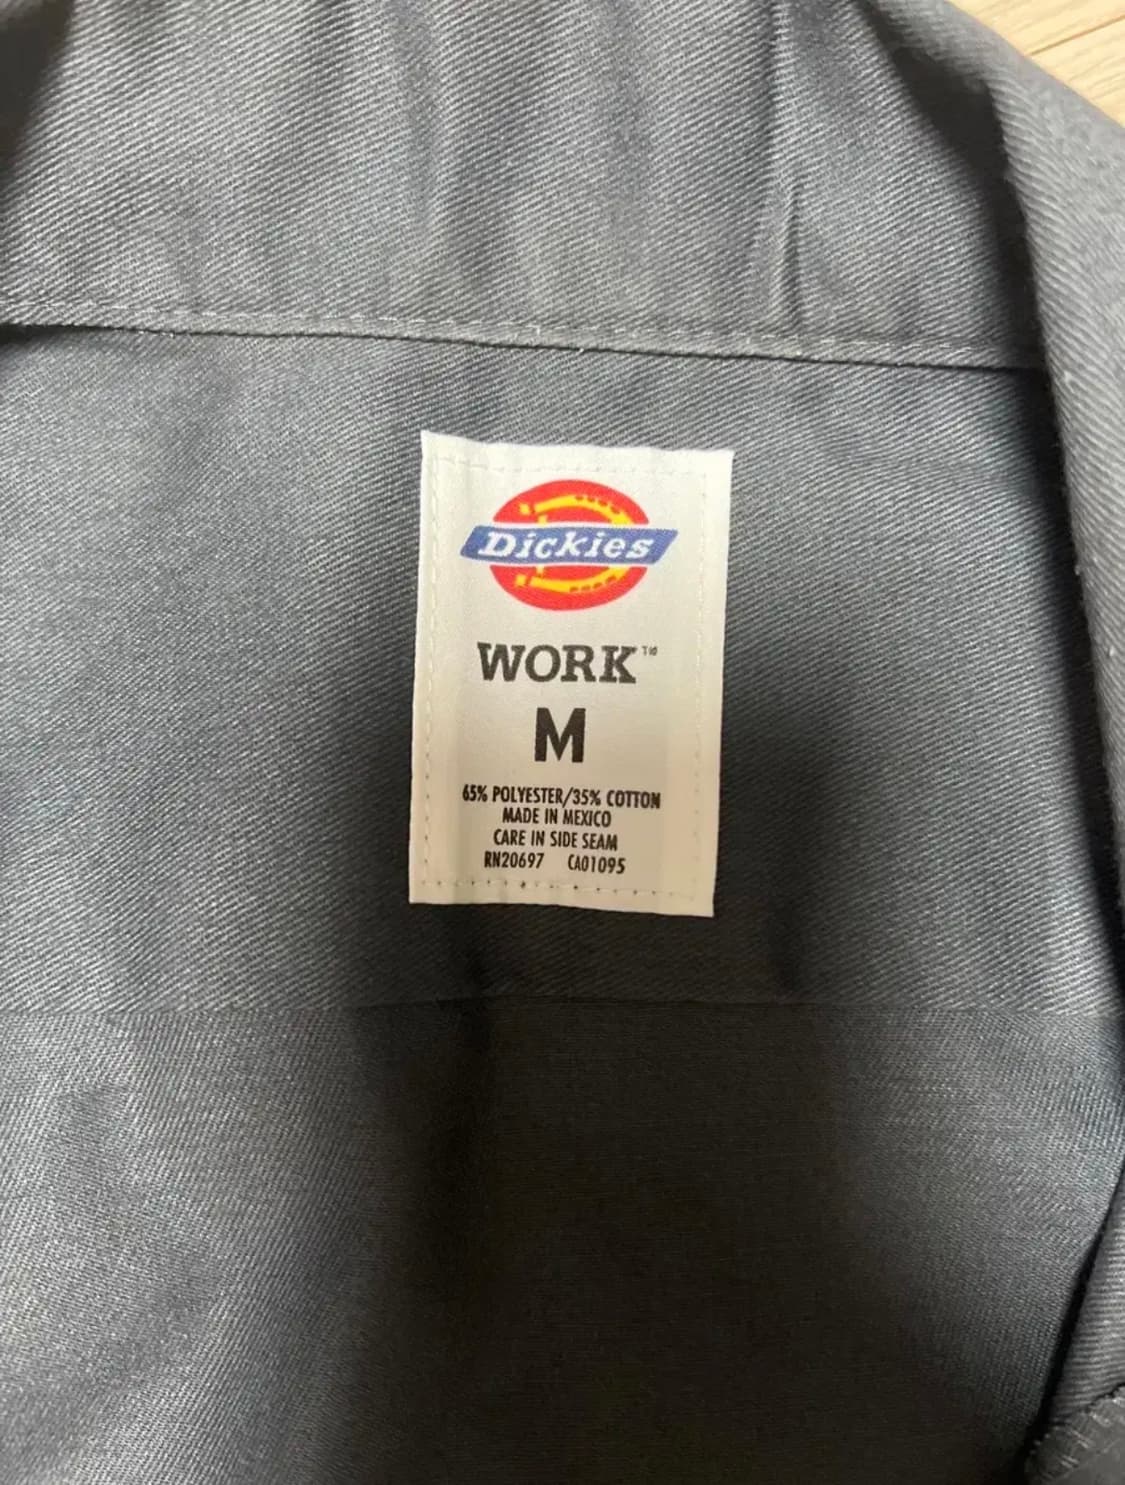 Dickies
WORK™
M
65% POLYESTER/35% COTTON
MADE IN MEXICO
CARE IN SIDE SEAM
RN20697 CA01095